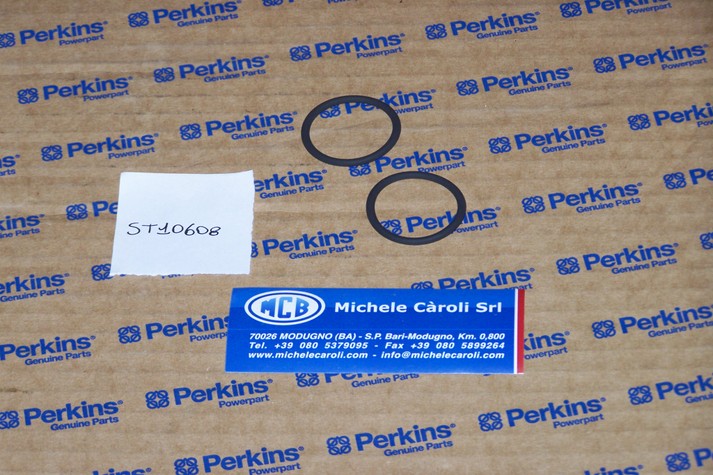 Perkins
Powerpart
Perkins
Genuine Parts
ST10608
MCB
Michele Càroli Srl
70026 MODUGNO (BA) - S.P. Bari-Modugno, Km. 0,800
Tel. +39 080 5379095 - Fax +39 080 5899264
www.michelecaroli.com - info@michelecaroli.com